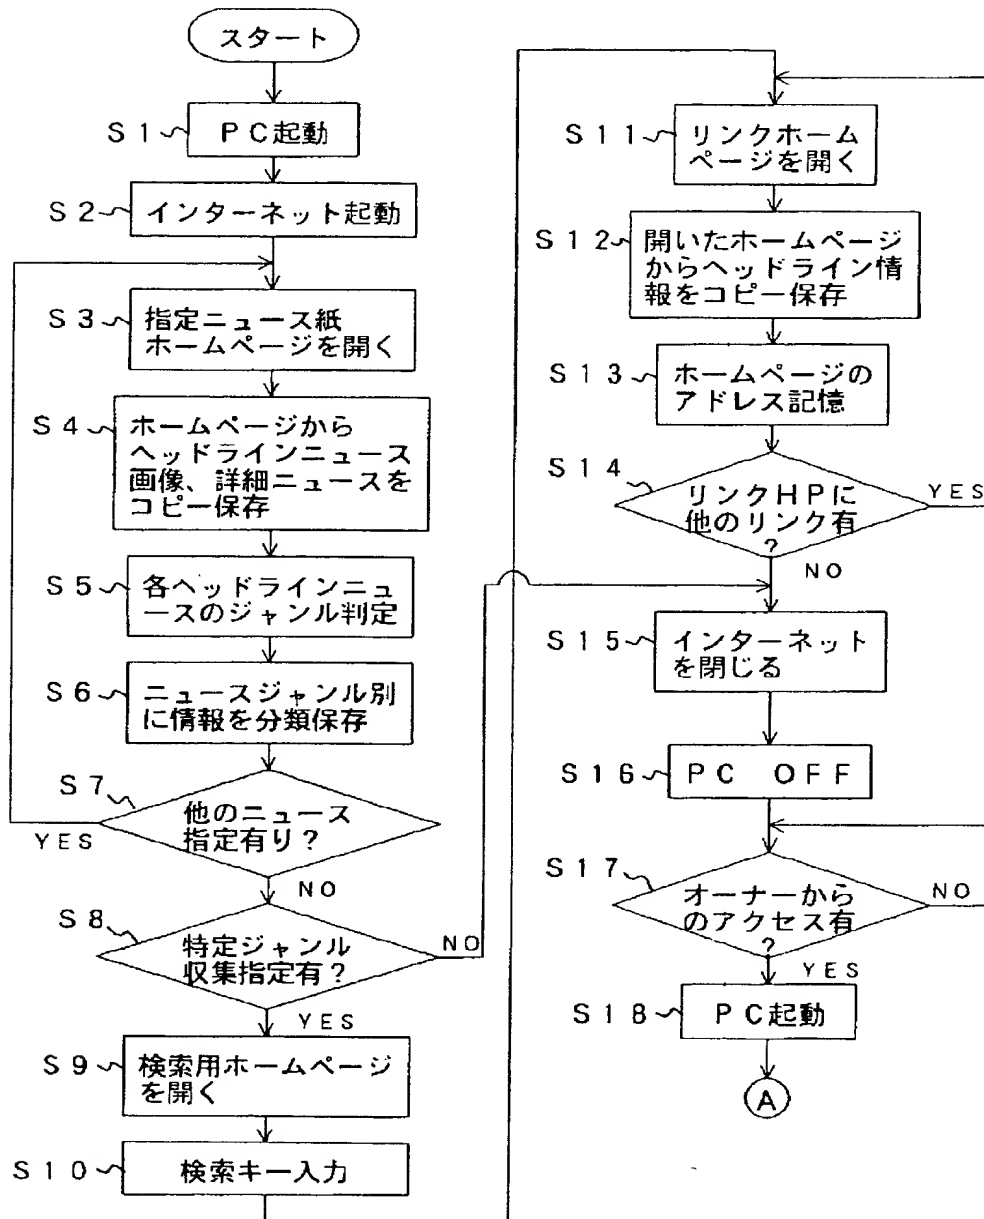 スタート
S1
PC起動
S2
インターネット起動
S3
指定ニュース紙
ホームページを開く
S4
ホームページから
ヘッドラインニュース
画像、詳細ニュースを
コピー保存
S5
各ヘッドラインニュ
ースのジャンル判定
S6
ニュースジャンル別
に情報を分類保存
S7
他のニュース
指定有り?
YES
NO
S8
特定ジャンル
収集指定有?
NO
YES
S9
検索用ホームページ
を開く
S10
検索キー入力
S11
リンクホーム
ページを開く
S12
開いたホームページ
からヘッドライン情
報をコピー保存
S13
ホームページの
アドレス記憶
S14
リンクHPに
他のリンク有
?
YES
NO
S15
インターネット
を閉じる
S16
PC OFF
S17
オーナーから
のアクセス有
?
NO
YES
S18
PC起動
A